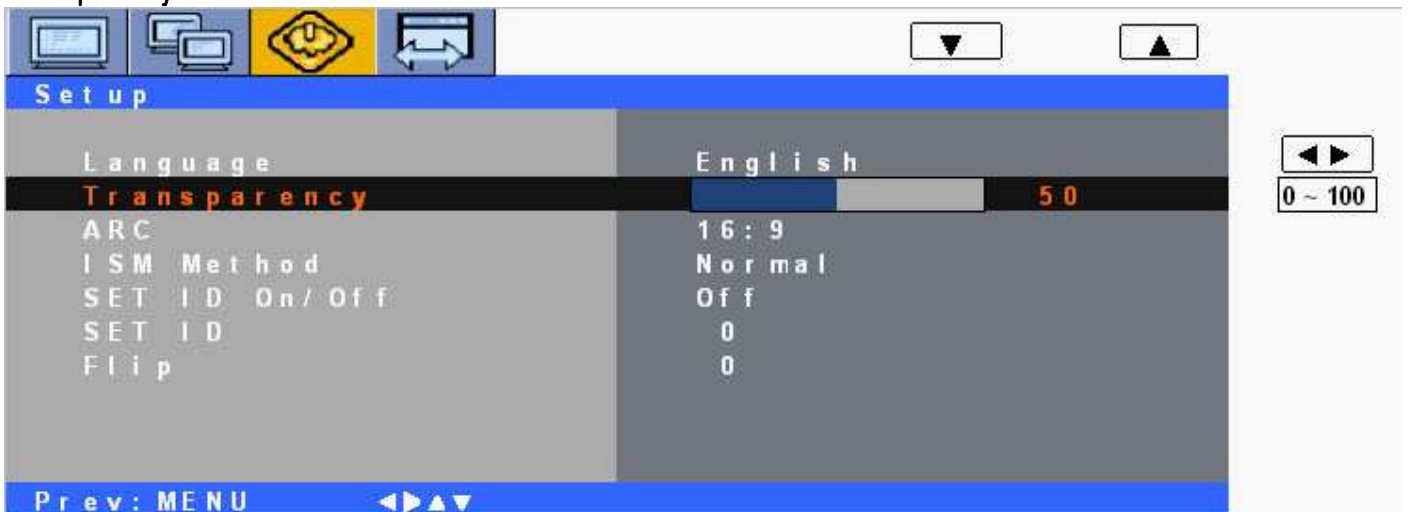 ▼ ▲
Setup
Language English
Transparency 50
ARC 16:9
ISM Method Normal
SET ID On/Off Off
SET ID 0
Flip 0
◀ ▶
0 ~ 100
Prev:MENU ◀▶▲▼